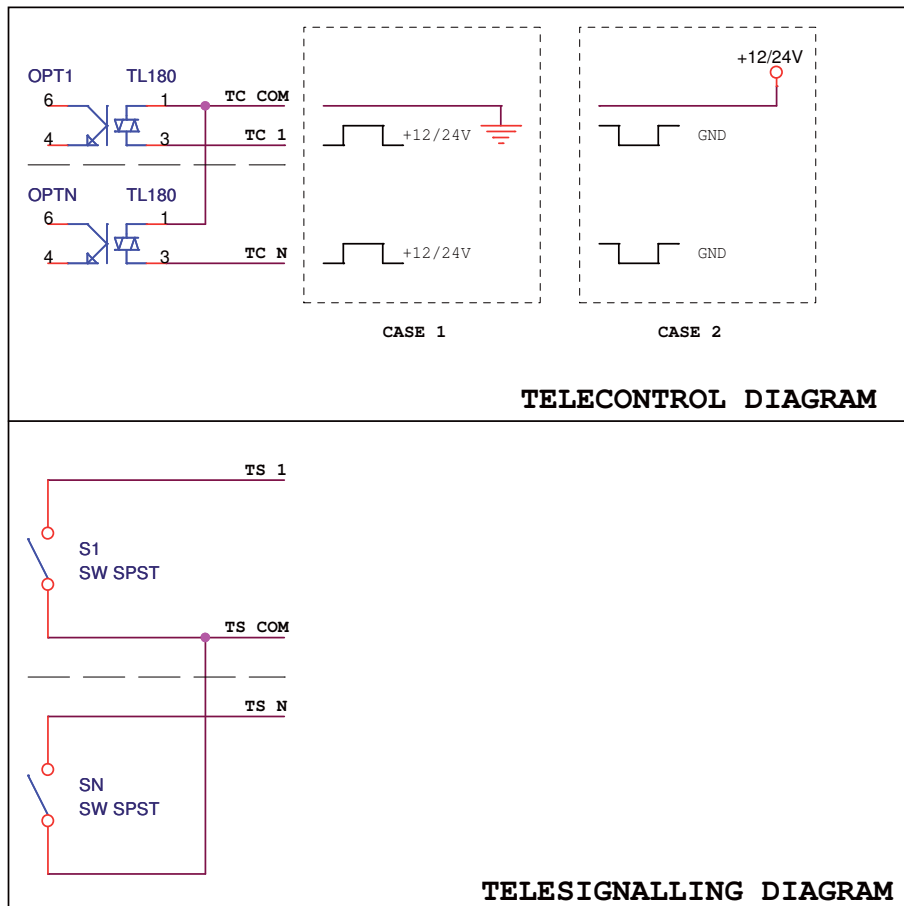 OPT1 TL180
6 1 TC COM
4 3 TC 1
OPTN TL180
6 1
4 3 TC N
+12/24V
+12/24V
CASE 1
+12/24V
GND
GND
CASE 2
TELECONTROL DIAGRAM
TS 1
S1
SW SPST
TS COM
TS N
SN
SW SPST
TELESIGNALLING DIAGRAM